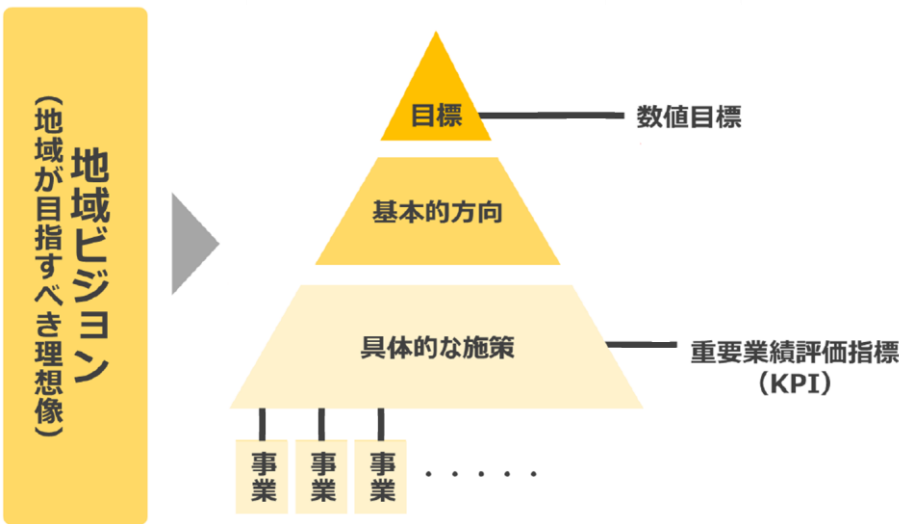 地域ビジョン
(地域が目指すべき理想像)
目標
数値目標
基本的方向
具体的な施策
重要業績評価指標
(KPI)
事業
事業
事業
・・・・・